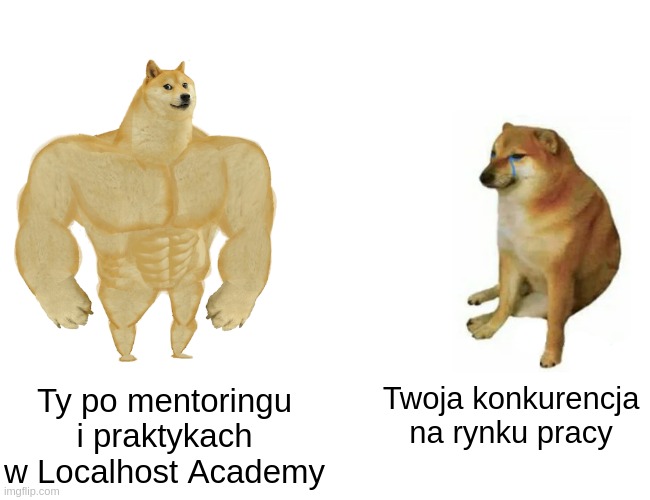 Ty po mentoringu
i praktykach
w Localhost Academy
Twoja konkurencja
na rynku pracy
imgflip.com